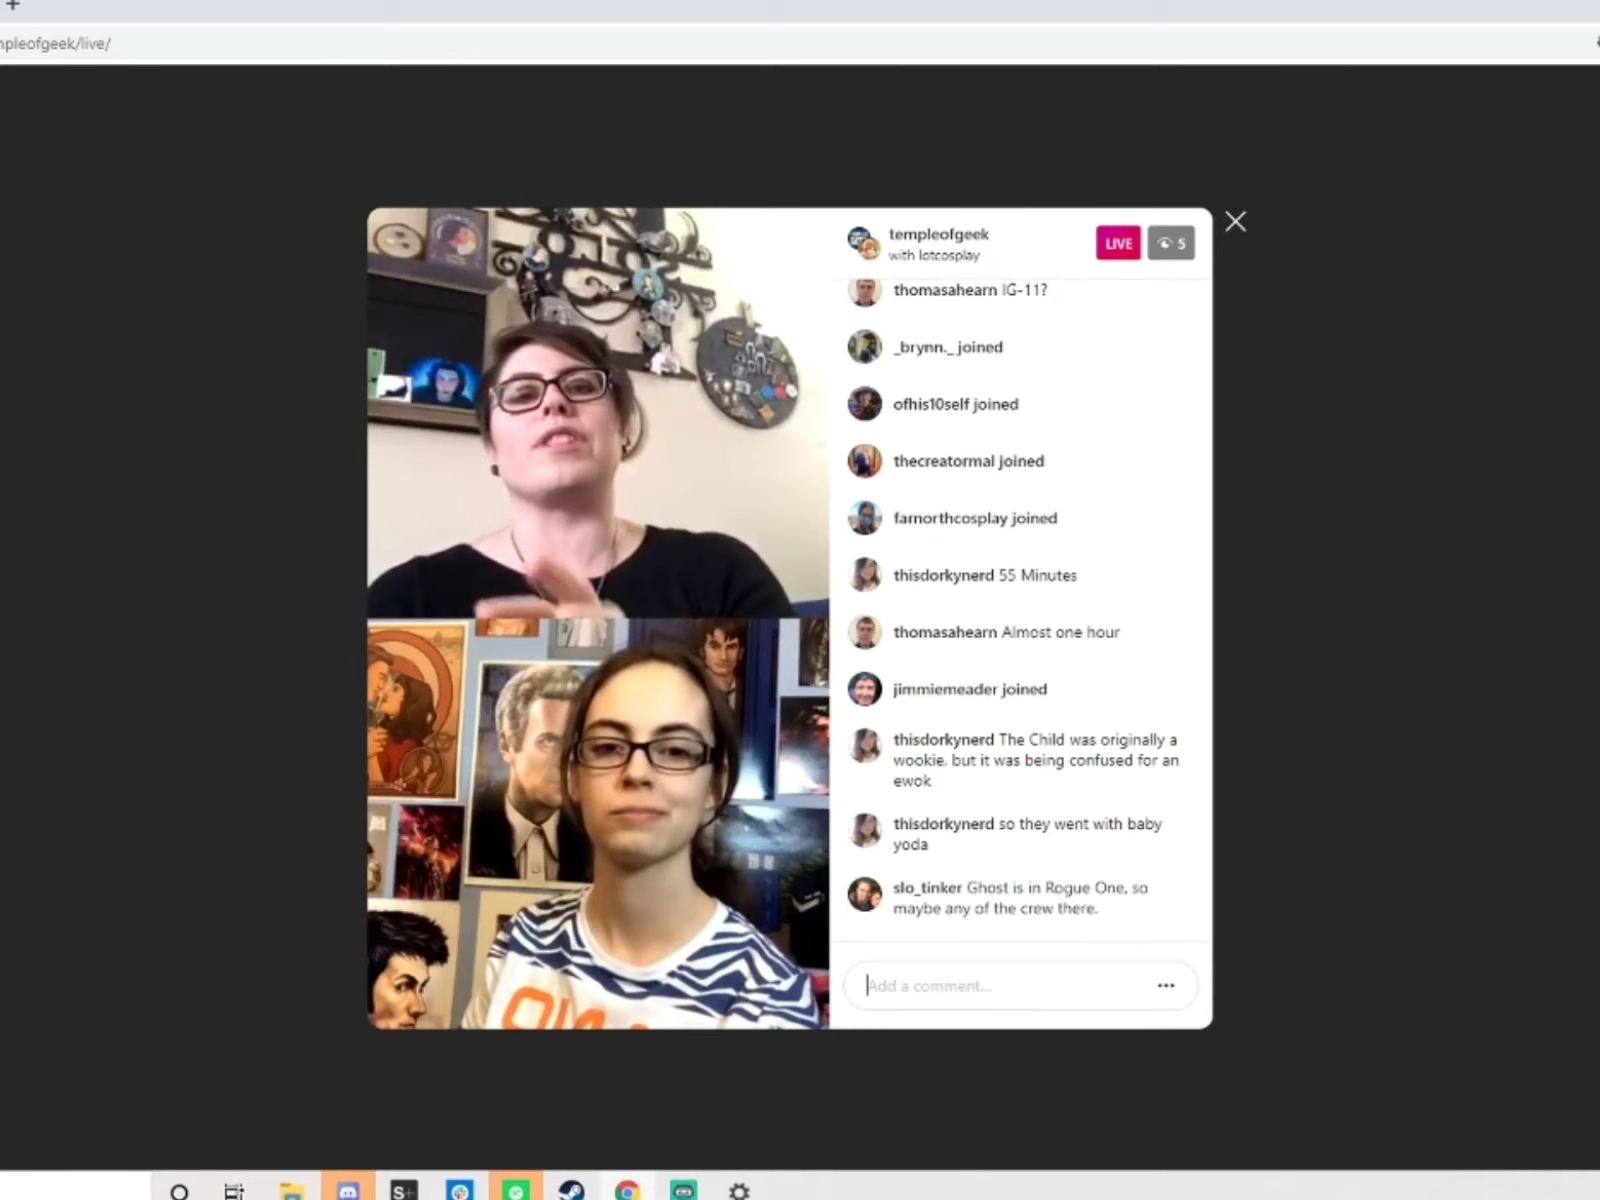 +
mpleofgeek/live/
templeofgeek
with lotcosplay
LIVE
5
thomasahearn IG-11?
_brynn._ joined
ofhis10self joined
thecreatormal joined
farnorthcosplay joined
thisdorkynerd 55 Minutes
thomasahearn Almost one hour
jimmiemeader joined
thisdorkynerd The Child was originally a
wookie, but it was being confused for an
ewok
thisdorkynerd so they went with baby
yoda
slo_tinker Ghost is in Rogue One, so
maybe any of the crew there.
Add a comment...
S+